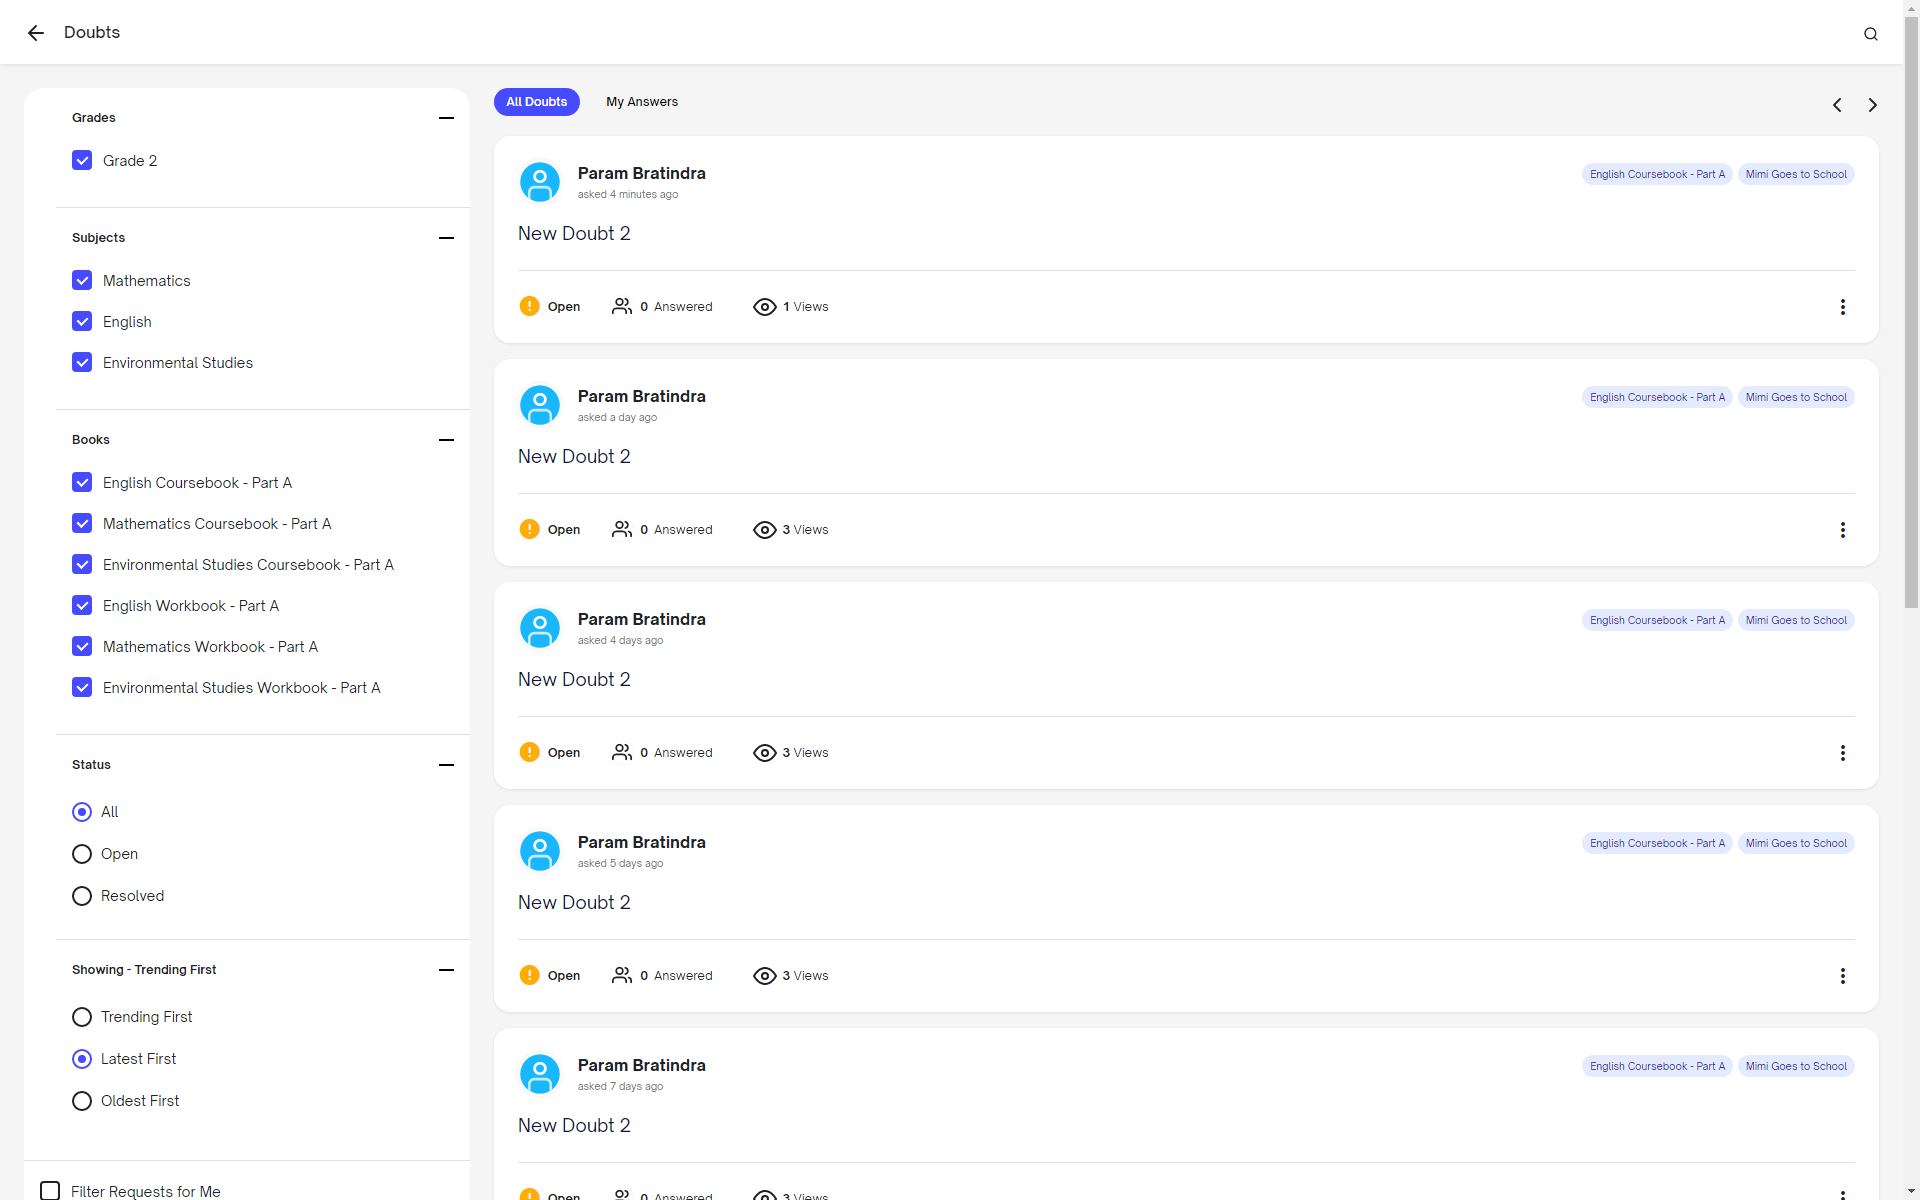 Doubts
Grades
Grade 2
Subjects
Mathematics
English
Environmental Studies
Books
English Coursebook - Part A
Mathematics Coursebook - Part A
Environmental Studies Coursebook - Part A
English Workbook - Part A
Mathematics Workbook - Part A
Environmental Studies Workbook - Part A
Status
All
Open
Resolved
Showing - Trending First
Trending First
Latest First
Oldest First
Filter Requests for Me
All Doubts My Answers
Param Bratindra
asked 4 minutes ago
English Coursebook - Part A Mimi Goes to School
New Doubt 2
Open 0 Answered 1 Views
Param Bratindra
asked a day ago
English Coursebook - Part A Mimi Goes to School
New Doubt 2
Open 0 Answered 3 Views
Param Bratindra
asked 4 days ago
English Coursebook - Part A Mimi Goes to School
New Doubt 2
Open 0 Answered 3 Views
Param Bratindra
asked 5 days ago
English Coursebook - Part A Mimi Goes to School
New Doubt 2
Open 0 Answered 3 Views
Param Bratindra
asked 7 days ago
English Coursebook - Part A Mimi Goes to School
New Doubt 2
Open 0 Answered 3 Views